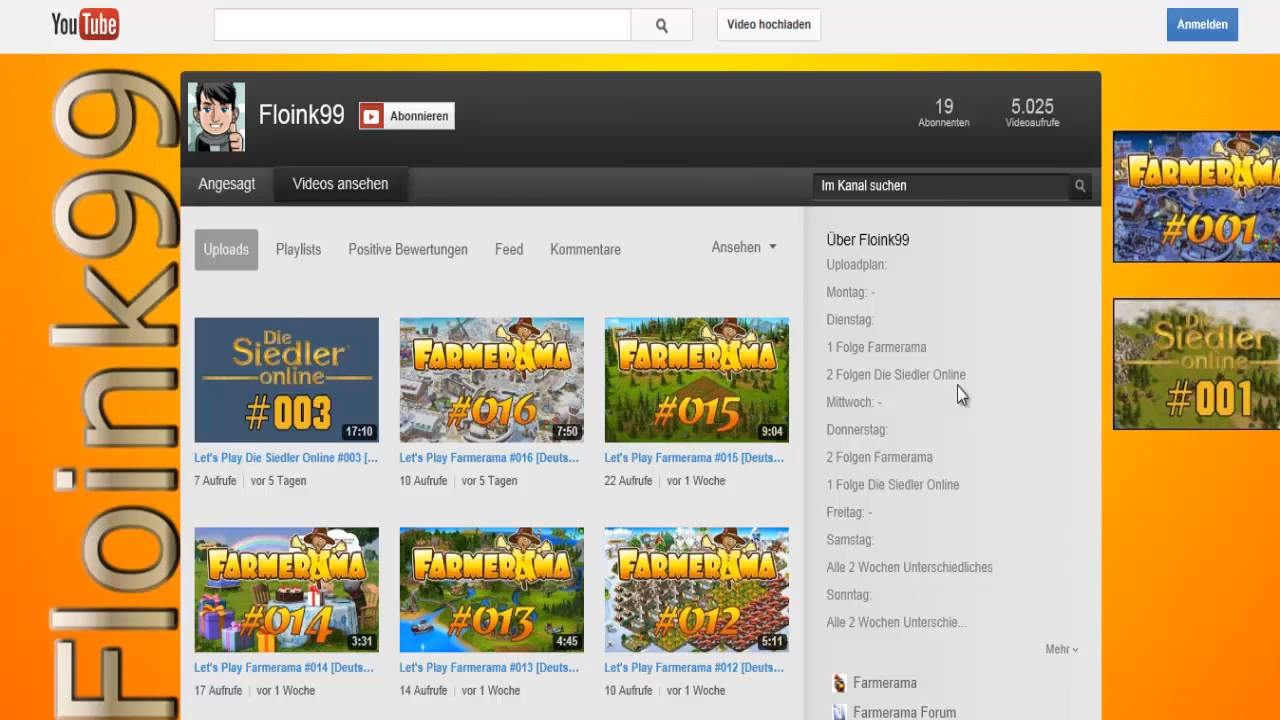 YouTube
Video hochladen
Anmelden
Floink99
Floink99
Abonnieren
19
Abonnenten
5.025
Videoaufrufe
Angesagt
Videos ansehen
Im Kanal suchen
Uploads
Playlists
Positive Bewertungen
Feed
Kommentare
Ansehen
Die
Siedler
online
#003
17:10
Let's Play Die Siedler Online #003 [...
7 Aufrufe
vor 5 Tagen
FARMERAMA
#016
7:50
Let's Play Farmerama #016 [Deuts...
10 Aufrufe
vor 5 Tagen
FARMERAMA
#015
9:04
Let's Play Farmerama #015 [Deuts...
22 Aufrufe
vor 1 Woche
FARMERAMA
#014
3:31
Let's Play Farmerama #014 [Deuts...
17 Aufrufe
vor 1 Woche
FARMERAMA
#013
4:45
Let's Play Farmerama #013 [Deuts...
14 Aufrufe
vor 1 Woche
FARMERAMA
#012
5:11
Let's Play Farmerama #012 [Deuts...
10 Aufrufe
vor 1 Woche
Über Floink99
Uploadplan:
Montag: -
Dienstag:
1 Folge Farmerama
2 Folgen Die Siedler Online
Mittwoch: -
Donnerstag:
2 Folgen Farmerama
1 Folge Die Siedler Online
Freitag: -
Samstag:
Alle 2 Wochen Unterschiedliches
Sonntag:
Alle 2 Wochen Unterschie...
Mehr
Farmerama
Farmerama Forum
FARMERAMA
#001
Die
Siedler
online
#001